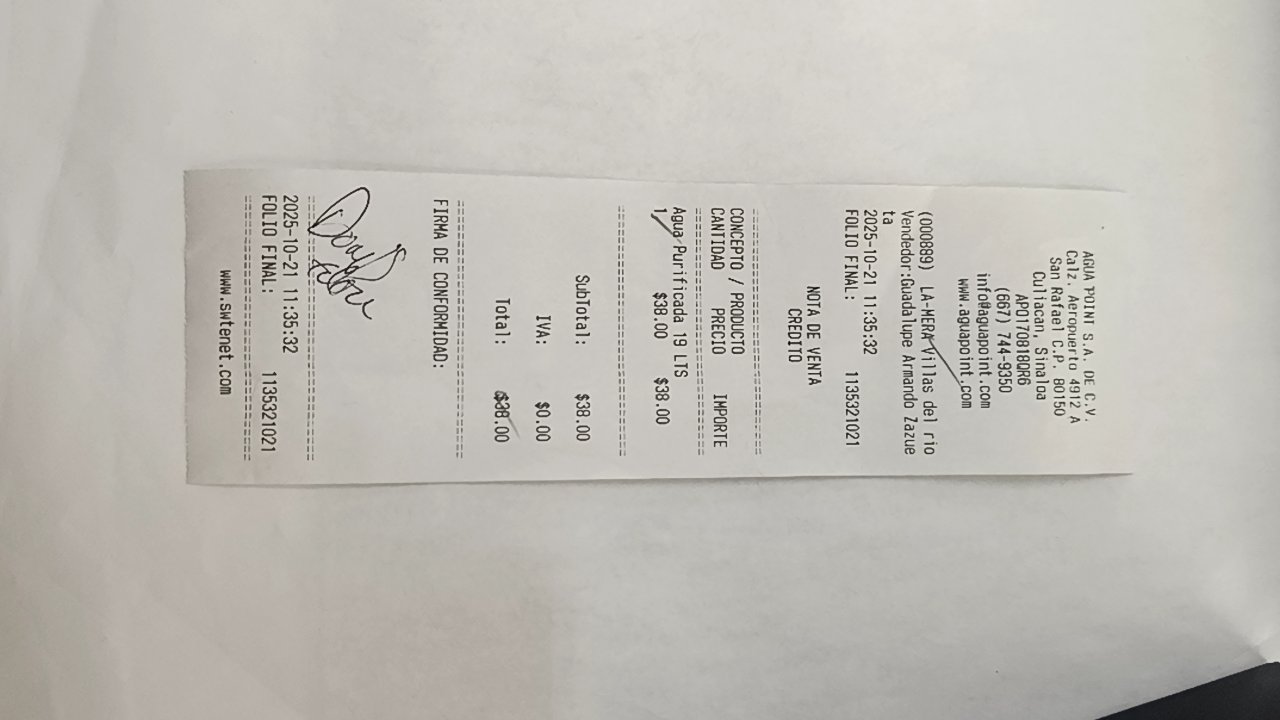 AGUA POINT S.A. DE C.V.
Calz. Aeropuerto 4912 A
San Rafael C.P. 80150
Culiacan, Sinaloa
APO170818QR6
(667) 744-9350
info@aguapoint.com
www.aguapoint.com
(000889) LA-MERA Villas del rio
Vendedor:Guadalupe Armando Zazue
ta
2025-10-21 11:35:32
FOLIO FINAL: 1135321021
NOTA DE VENTA
CREDITO
================================
CONCEPTO / PRODUCTO
CANTIDAD PRECIO IMPORTE
================================
Agua Purificada 19 LTS
1 $38.00 $38.00
================================
SubTotal: $38.00
IVA: $0.00
Total: $38.00
================================
FIRMA DE CONFORMIDAD:
================================
2025-10-21 11:35:32
FOLIO FINAL: 1135321021
================================
www.swtenet.com